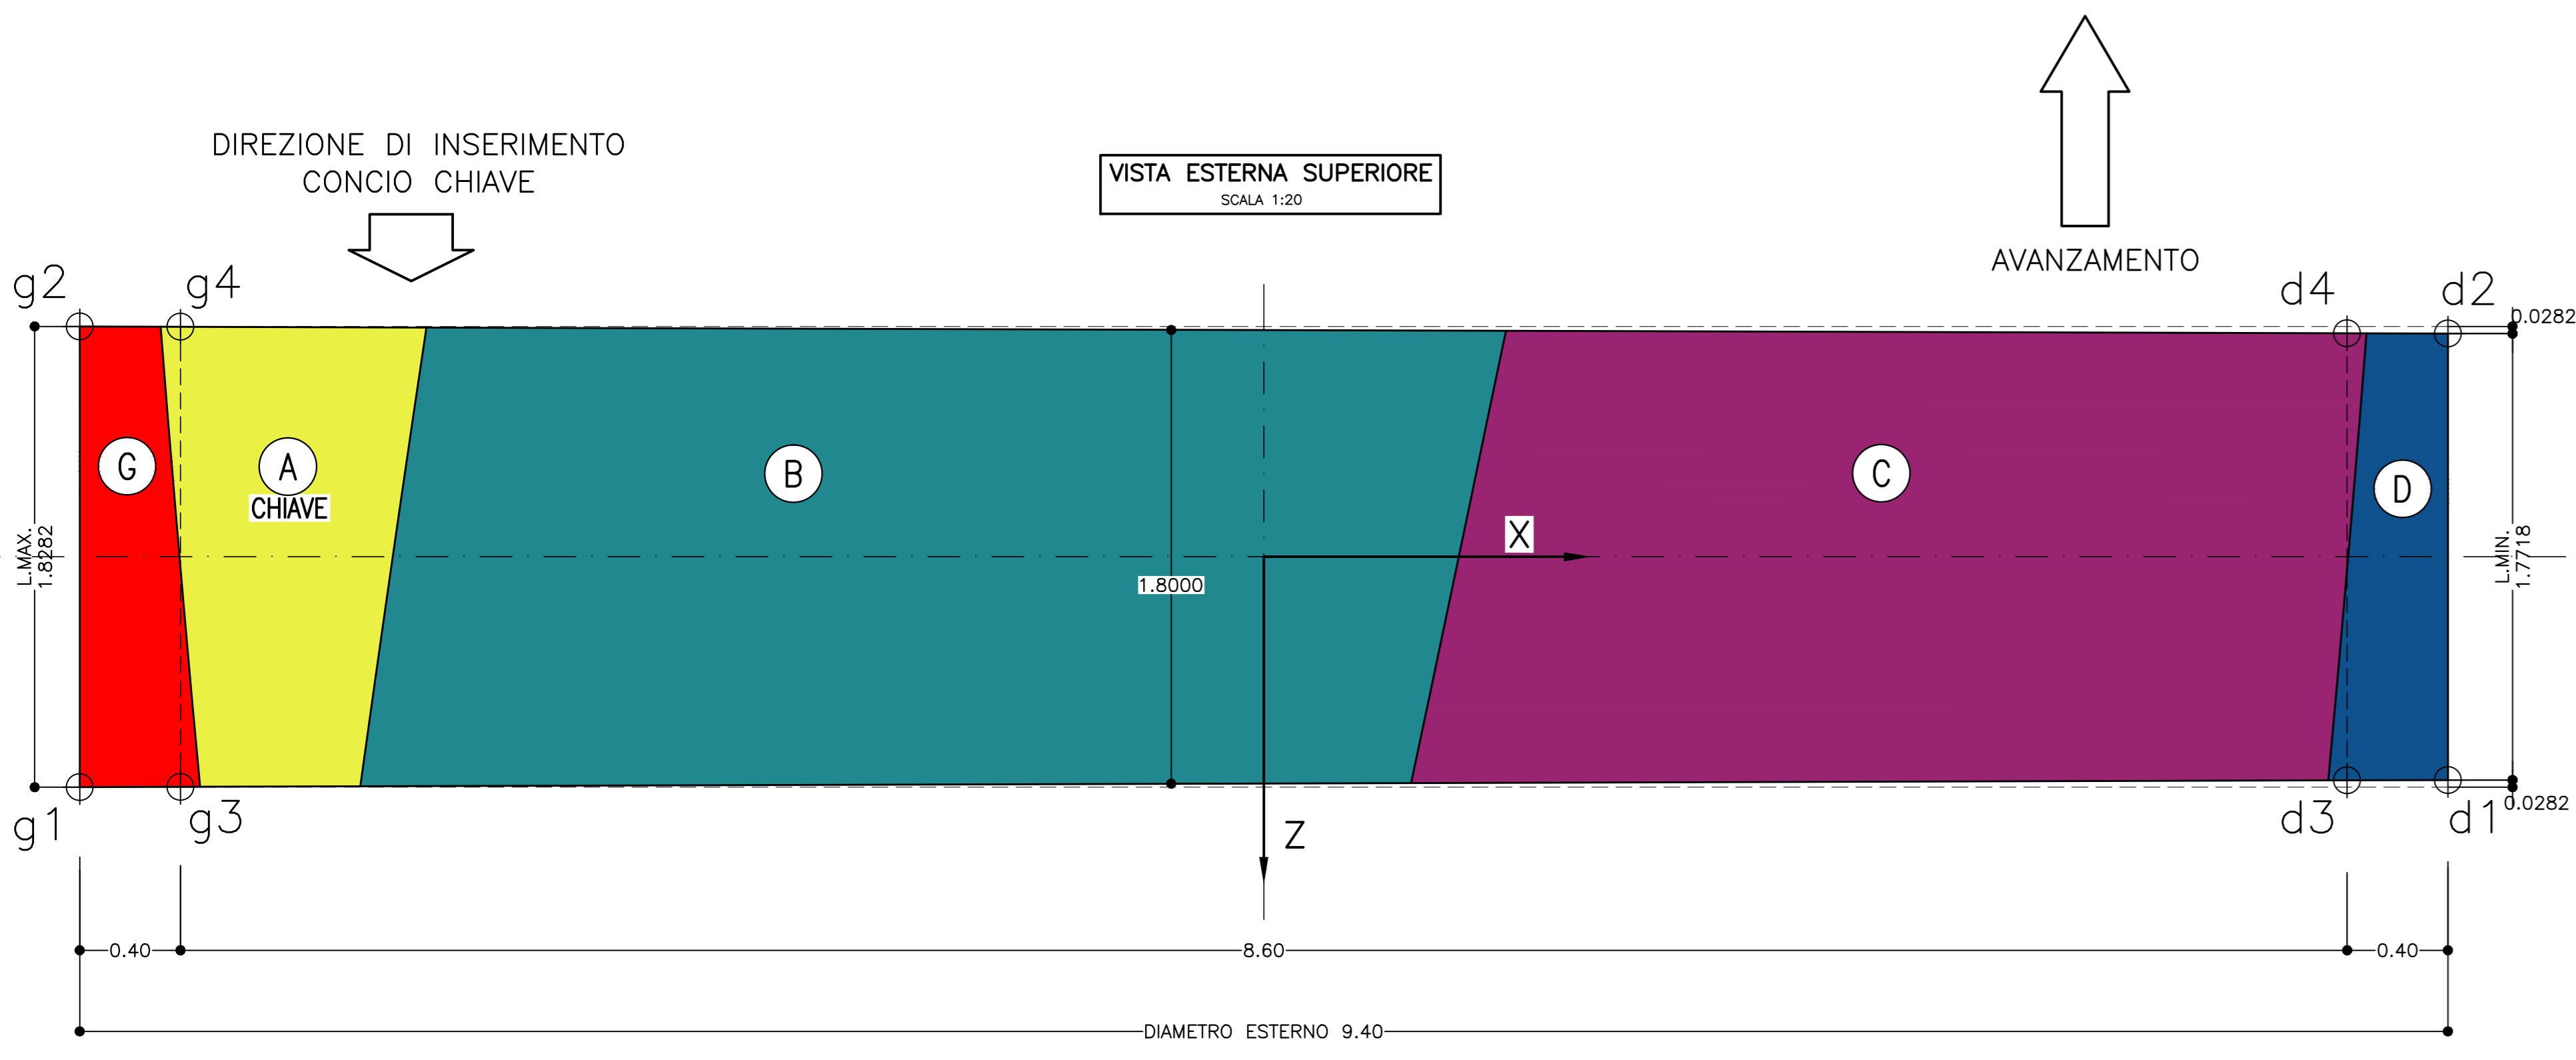 DIREZIONE DI INSERIMENTO
CONCIO CHIAVE
VISTA ESTERNA SUPERIORE
SCALA 1:20
AVANZAMENTO
g2
g4
d4
d2
0.0282
G
A
CHIAVE
B
C
D
X
L.MAX.
1.8282
1.8000
L.MIN.
1.7718
g1
g3
Z
d3
d1
0.0282
0.40
8.60
0.40
DIAMETRO ESTERNO 9.40